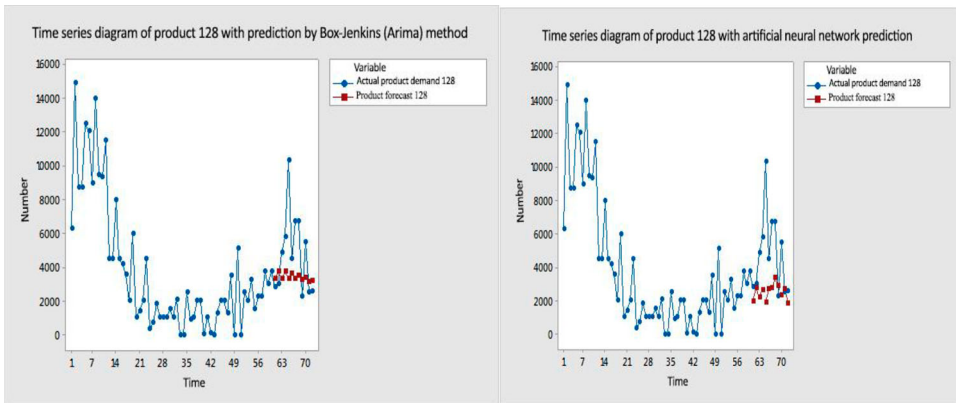 Time series diagram of product 128 with prediction by Box-Jenkins (Arima) method
Variable
Actual product demand 128
Product forecast 128
16000
14000
12000
10000
8000
6000
4000
2000
0
Number
1 7 14 21 28 35 42 49 56 63 70
Time
Time series diagram of product 128 with artificial neural network prediction
Variable
Actual product demand 128
Product forecast 128
16000
14000
12000
10000
8000
6000
4000
2000
0
Number
1 7 14 21 28 35 42 49 56 63 70
Time